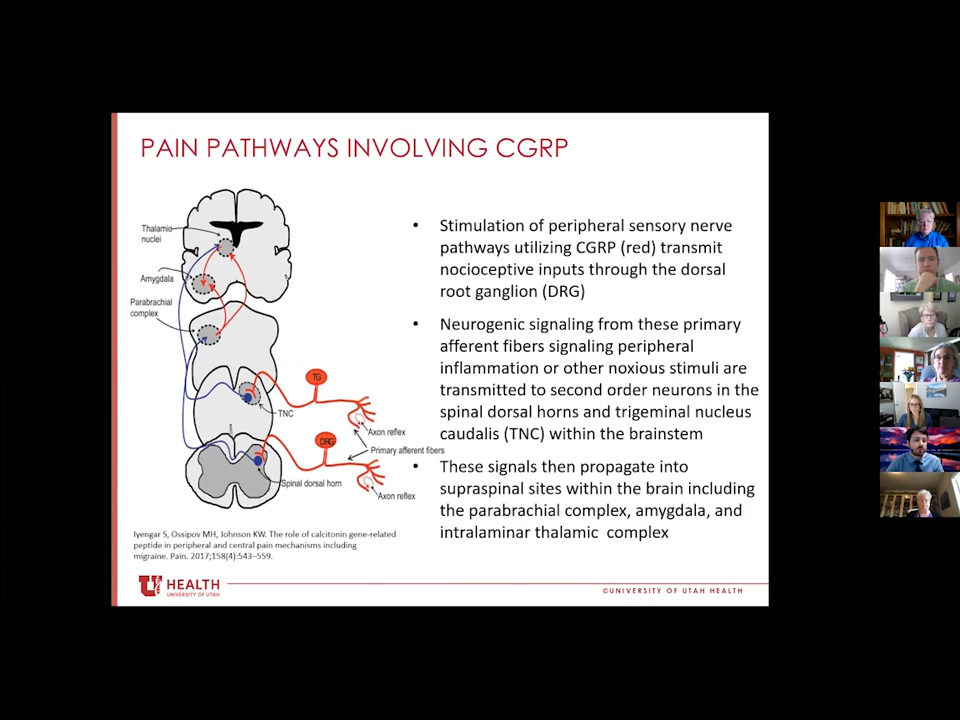 PAIN PATHWAYS INVOLVING CGRP
Thalamic
nuclei
Amygdala
Parabrachial
complex
TG
TNC
Axon reflex
DRG
Primary afferent fibers
Spinal dorsal horn
Axon reflex
• Stimulation of peripheral sensory nerve
pathways utilizing CGRP (red) transmit
nocioceptive inputs through the dorsal
root ganglion (DRG)
• Neurogenic signaling from these primary
afferent fibers signaling peripheral
inflammation or other noxious stimuli are
transmitted to second order neurons in the
spinal dorsal horns and trigeminal nucleus
caudalis (TNC) within the brainstem
• These signals then propagate into
supraspinal sites within the brain including
the parabrachial complex, amygdala, and
intralaminar thalamic complex
Iyengar S, Ossipov MH, Johnson KW. The role of calcitonin gene-related
peptide in peripheral and central pain mechanisms including
migraine. Pain. 2017;158(4):543–559.
U HEALTH
UNIVERSITY OF UTAH
©UNIVERSITY OF UTAH HEALTH